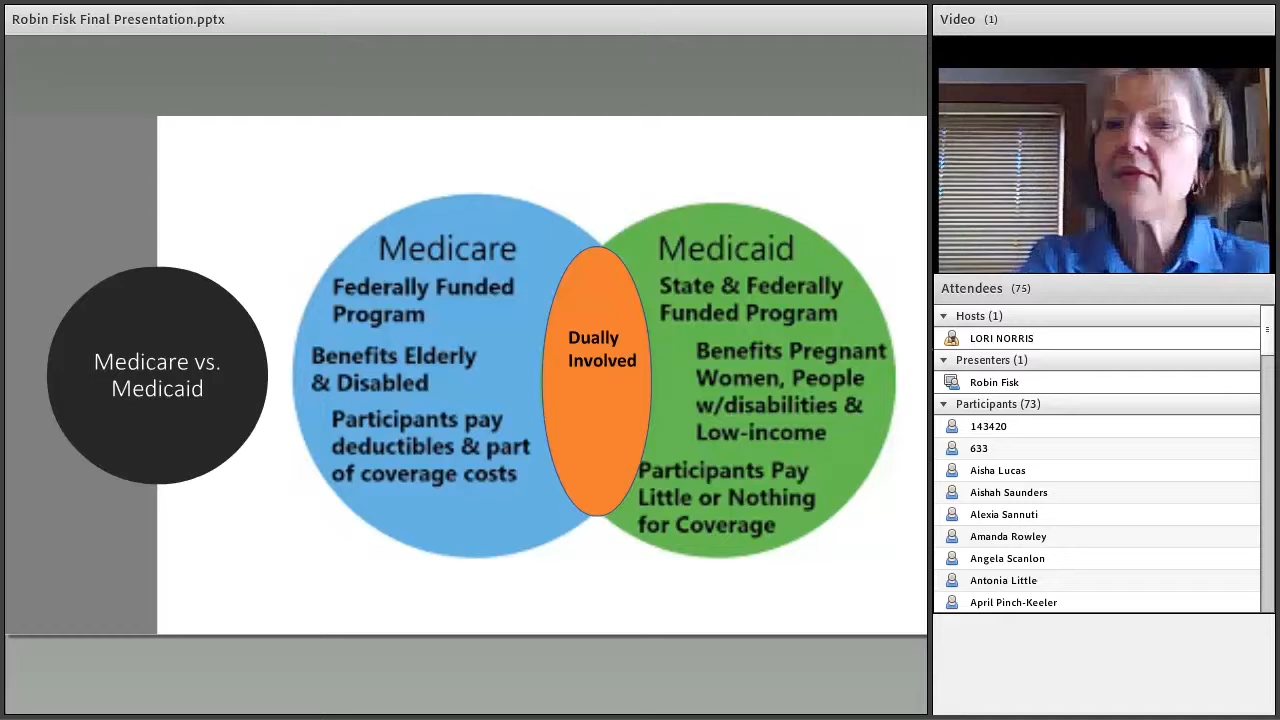 Robin Fisk Final Presentation.pptx
Medicare vs.
Medicaid
Medicare
Federally Funded
Program
Benefits Elderly
& Disabled
Participants pay
deductibles & part
of coverage costs
Dually
Involved
Medicaid
State & Federally
Funded Program
Benefits Pregnant
Women, People
w/disabilities &
Low-income
Participants Pay
Little or Nothing
for Coverage
Video (1)
Attendees (75)
Hosts (1)
LORI NORRIS
Presenters (1)
Robin Fisk
Participants (73)
143420
633
Aisha Lucas
Aishah Saunders
Alexia Sannuti
Amanda Rowley
Angela Scanlon
Antonia Little
April Pinch-Keeler